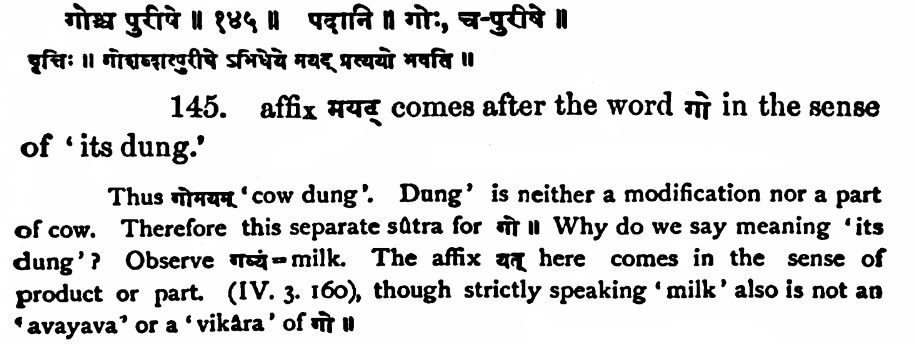 गोश्च पुरीषे ॥ १४५ ॥ पदानि ॥ गोः, च-पुरीषे ॥
वृत्तिः ॥ गोशब्दात्पुरीषे ऽभिधेये मयट् प्रत्ययो भवति ॥
145. affix मयट् comes after the word गो in the sense
of ‘its dung.’
Thus गोमयम् ‘cow dung’. Dung’ is neither a modification nor a part
of cow. Therefore this separate sûtra for गो ॥ Why do we say meaning ‘its
dung’? Observe गव्यं = milk. The affix यत् here comes in the sense of
product or part. (IV. 3. 160), though strictly speaking ‘milk’ also is not an
‘avayava’ or a ‘vikâra’ of गो ॥